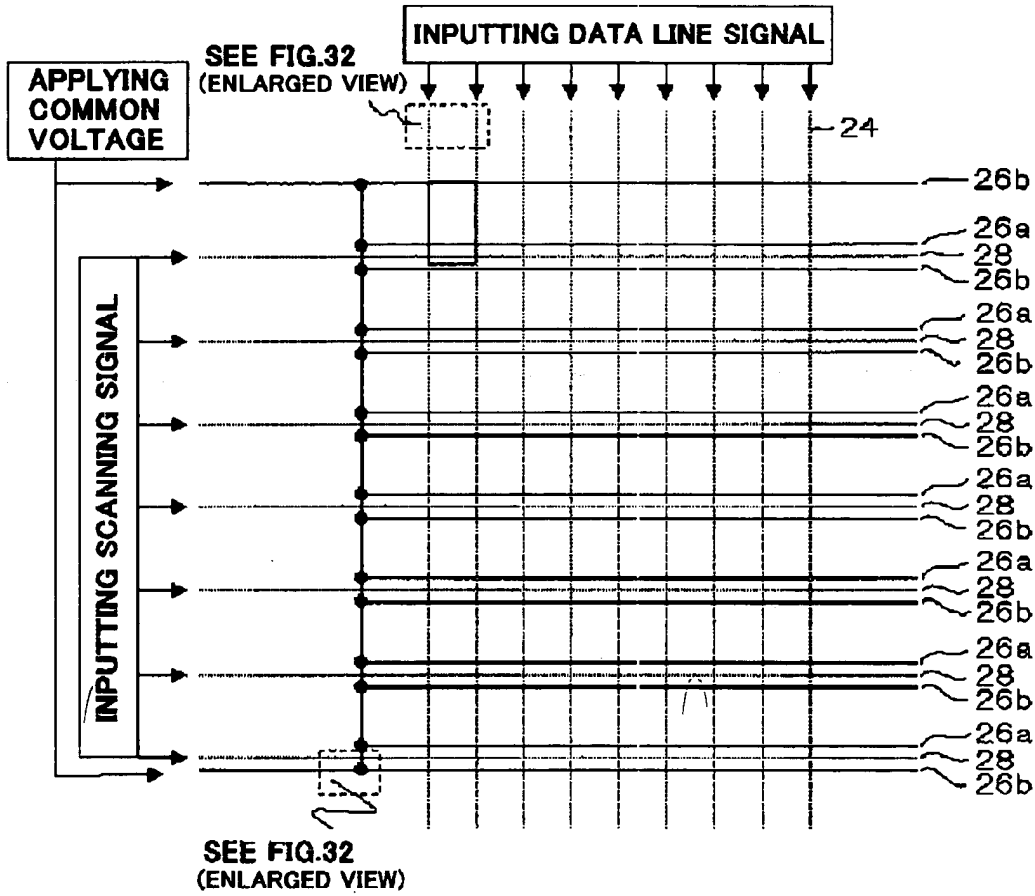 INPUTTING DATA LINE SIGNAL
SEE FIG.32
(ENLARGED VIEW)
APPLYING
COMMON
VOLTAGE
24
26b
26a
28
26b
26a
28
26b
26a
28
26b
26a
28
26b
26a
28
26b
26a
28
26b
26a
28
26b
INPUTTING SCANNING SIGNAL
SEE FIG.32
(ENLARGED VIEW)